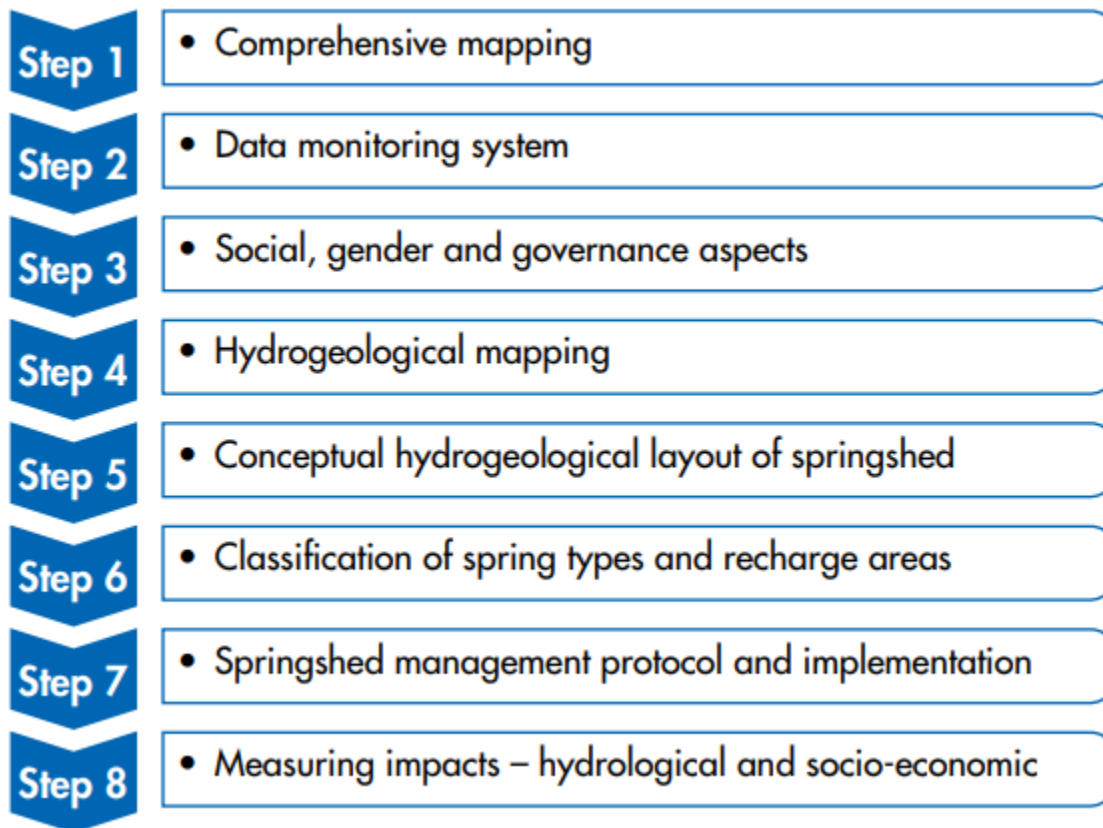 Step 1
• Comprehensive mapping
Step 2
• Data monitoring system
Step 3
• Social, gender and governance aspects
Step 4
• Hydrogeological mapping
Step 5
• Conceptual hydrogeological layout of springshed
Step 6
• Classification of spring types and recharge areas
Step 7
• Springshed management protocol and implementation
Step 8
• Measuring impacts – hydrological and socio-economic